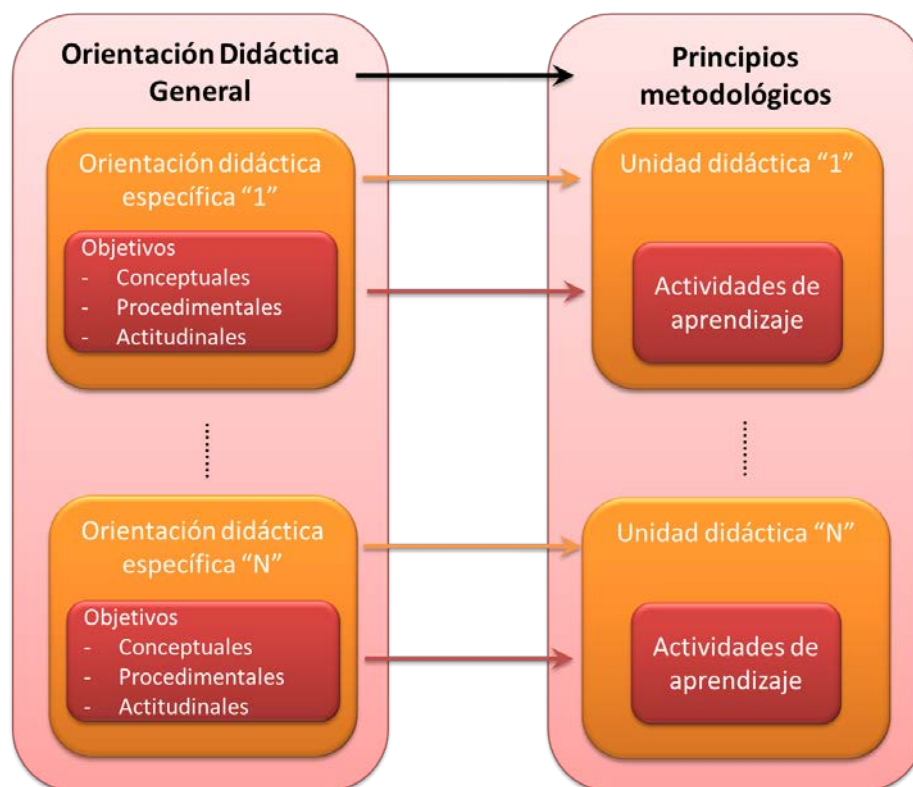 Orientación Didáctica
General
Orientación didáctica
específica “1”
Objetivos
- Conceptuales
- Procedimentales
- Actitudinales
Orientación didáctica
específica “N”
Objetivos
- Conceptuales
- Procedimentales
- Actitudinales
Principios
metodológicos
Unidad didáctica “1”
Actividades de
aprendizaje
Unidad didáctica “N”
Actividades de
aprendizaje